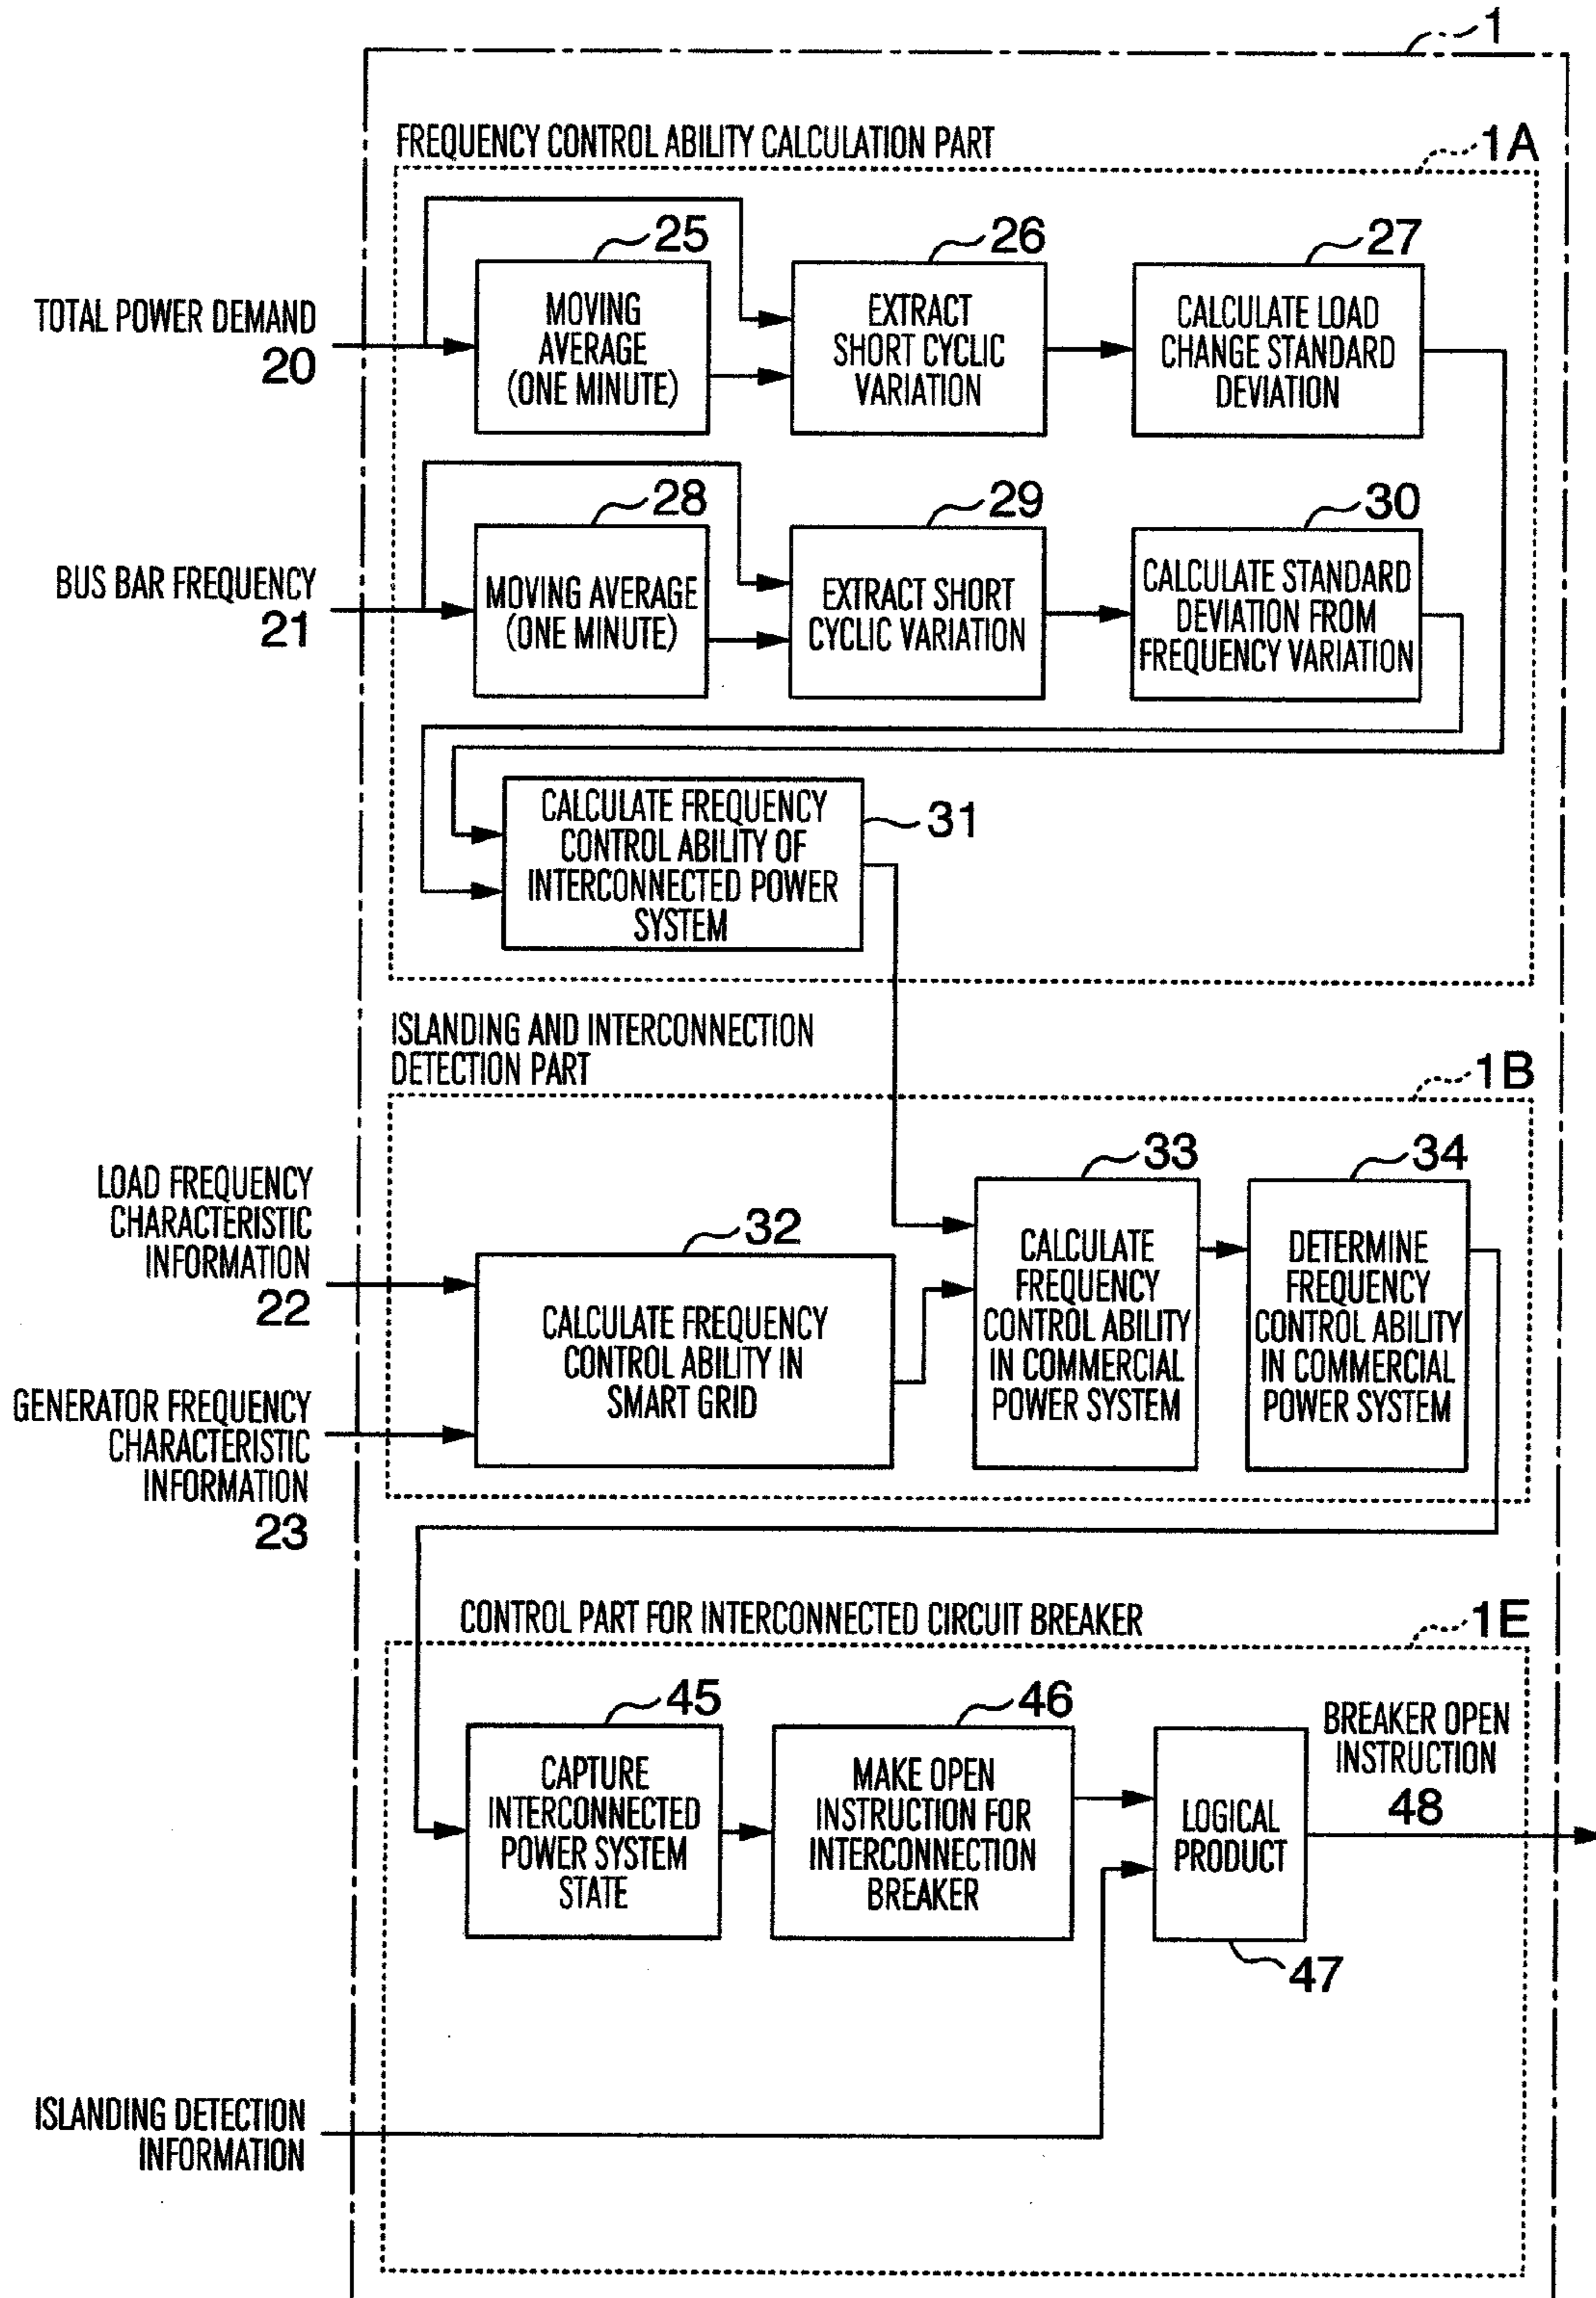 1
FREQUENCY CONTROL ABILITY CALCULATION PART
1A
25
26
27
TOTAL POWER DEMAND
20
MOVING
AVERAGE
(ONE MINUTE)
EXTRACT
SHORT CYCLIC
VARIATION
CALCULATE LOAD
CHANGE STANDARD
DEVIATION
28
29
30
BUS BAR FREQUENCY
21
MOVING AVERAGE
(ONE MINUTE)
EXTRACT SHORT
CYCLIC VARIATION
CALCULATE STANDARD
DEVIATION FROM
FREQUENCY VARIATION
CALCULATE FREQUENCY
CONTROL ABILITY OF
INTERCONNECTED POWER
SYSTEM
31
ISLANDING AND INTERCONNECTION
DETECTION PART
1B
LOAD FREQUENCY
CHARACTERISTIC
INFORMATION
22
GENERATOR FREQUENCY
CHARACTERISTIC
INFORMATION
23
32
CALCULATE FREQUENCY
CONTROL ABILITY IN
SMART GRID
33
CALCULATE
FREQUENCY
CONTROL ABILITY
IN COMMERCIAL
POWER SYSTEM
34
DETERMINE
FREQUENCY
CONTROL ABILITY
IN COMMERCIAL
POWER SYSTEM
CONTROL PART FOR INTERCONNECTED CIRCUIT BREAKER
1E
45
CAPTURE
INTERCONNECTED
POWER SYSTEM
STATE
46
MAKE OPEN
INSTRUCTION FOR
INTERCONNECTION
BREAKER
LOGICAL
PRODUCT
47
BREAKER OPEN
INSTRUCTION
48
ISLANDING DETECTION
INFORMATION